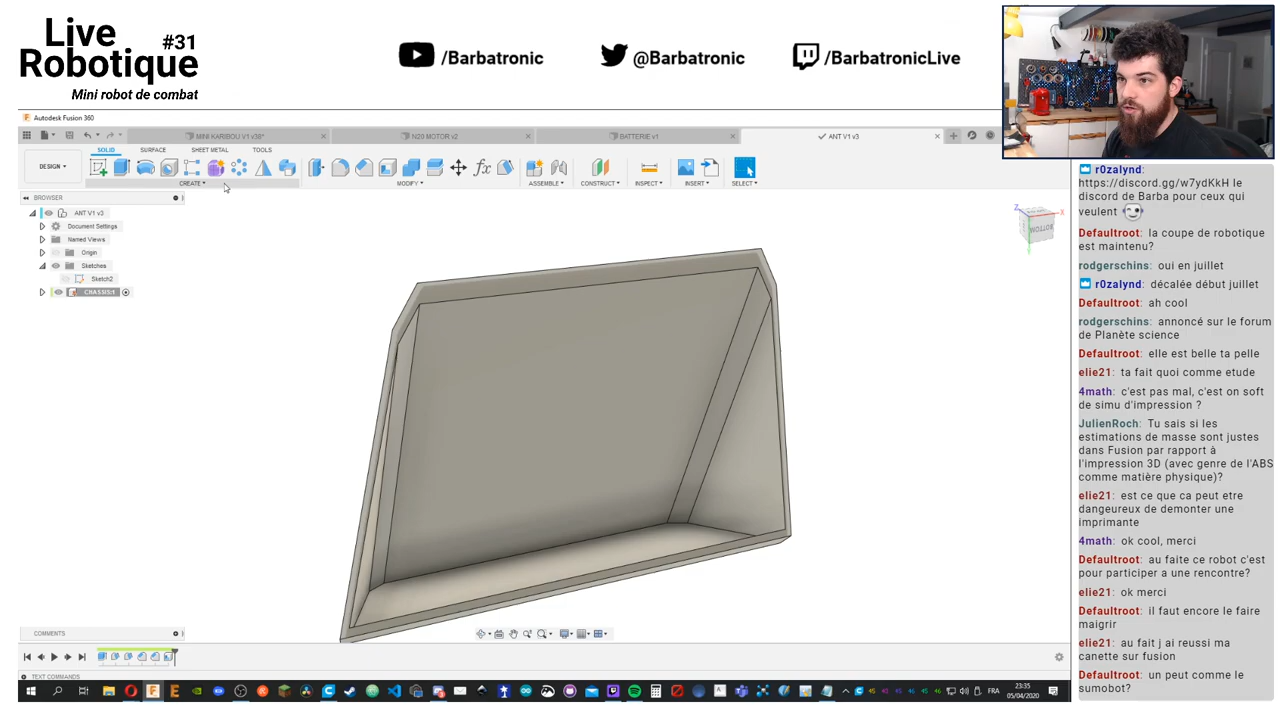 Live
Robotique #31
Mini robot de combat
/Barbatronic
@Barbatronic
/BarbatronicLive
Autodesk Fusion 360
MINI KARIBOU V1 v38*
N20 MOTOR v2
BATTERIE v1
ANT V1 v3
DESIGN
SOLID
SURFACE
SHEET METAL
TOOLS
CREATE
MODIFY
ASSEMBLE
CONSTRUCT
INSPECT
INSERT
SELECT
BROWSER
ANT V1 v3
Document Settings
Named Views
Origin
Sketches
Sketch2
CHASSIS:1
Z
X
Y
BOTTOM
r0zalynd:
https://discord.gg/w7ydKkH le
discord de Barba pour ceux qui
veulent
Defaultroot: la coupe de robotique
est maintenu?
rodgerschins: oui en juillet
r0zalynd: décalée début juillet
Defaultroot: ah cool
rodgerschins: annoncé sur le forum
de Planète science
Defaultroot: elle est belle ta pelle
elie21: ta fait quoi comme etude
4math: c'est pas mal, c'est on soft
de simu d'impression ?
JulienRoch: Tu sais si les
estimations de masse sont justes
dans Fusion par rapport à
l'impression 3D (avec genre de l'ABS
comme matière physique)?
elie21: est ce que ca peut etre
dangeureux de demonter une
imprimante
4math: ok cool, merci
Defaultroot: au faite ce robot c'est
pour participer a une rencontre?
elie21: ok merci
Defaultroot: il faut encore le faire
maigrir
elie21: au fait j ai reussi ma
canette sur fusion
Defaultroot: un peut comme le
sumobot?
COMMENTS
TEXT COMMANDS
FRA
23:35
05/04/2020